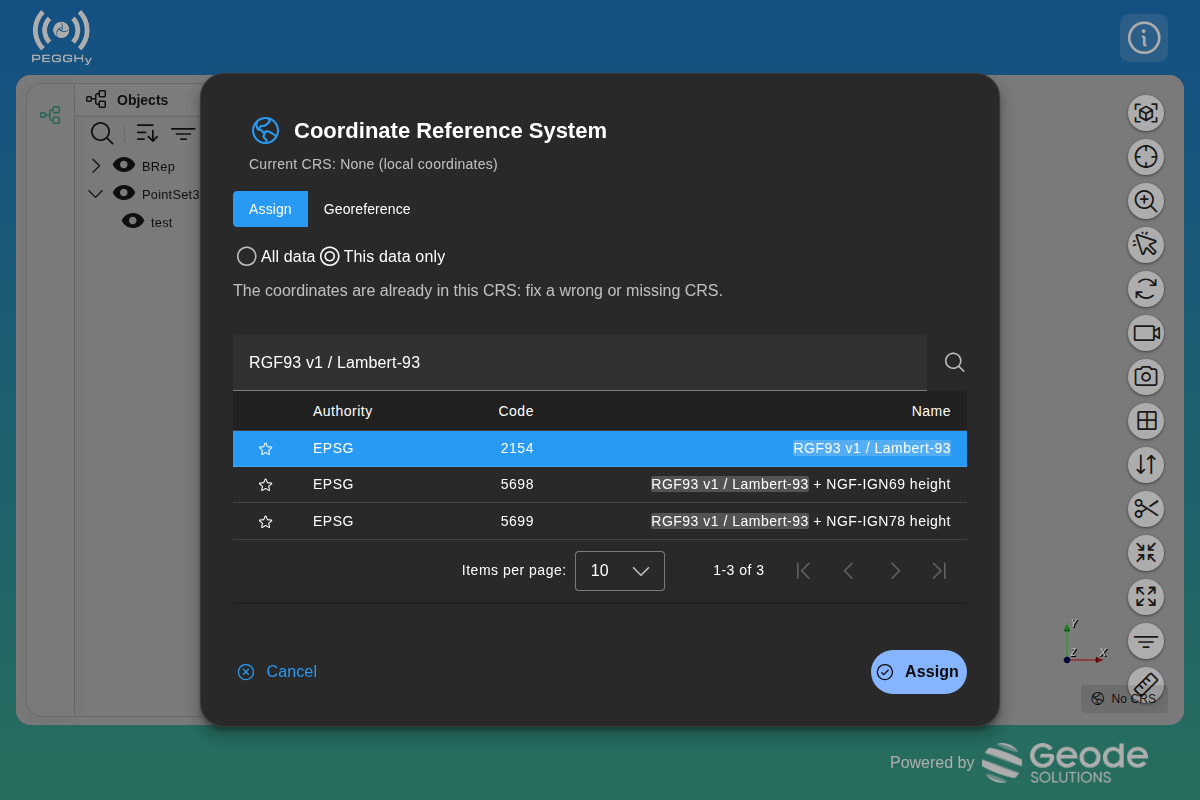 PEGGHy
Objects
BRep
PointSet3
test
Coordinate Reference System
Current CRS: None (local coordinates)
Assign
Georeference
All data
This data only
The coordinates are already in this CRS: fix a wrong or missing CRS.
RGF93 v1 / Lambert-93
Authority Code Name
EPSG 2154 RGF93 v1 / Lambert-93
EPSG 5698 RGF93 v1 / Lambert-93 + NGF-IGN69 height
EPSG 5699 RGF93 v1 / Lambert-93 + NGF-IGN78 height
Items per page: 10 1-3 of 3
Cancel
Assign
Y
Z X
No CRS
Powered by Geode
SOLUTIONS